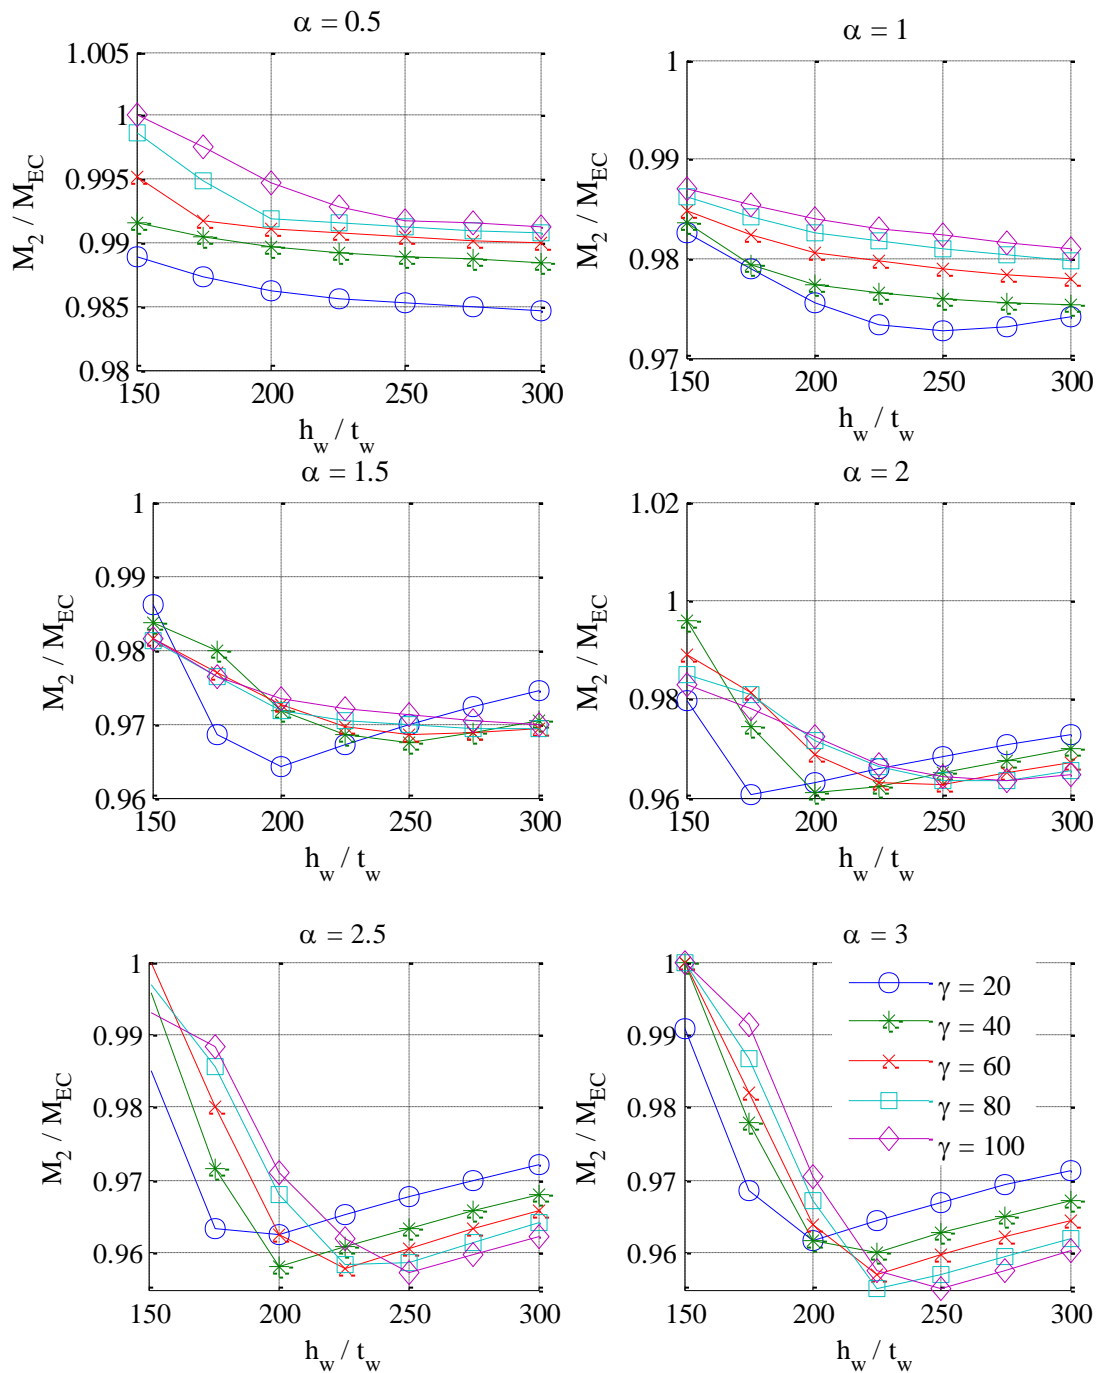 α = 0.5
1.005
1
0.995
0.99
0.985
0.98
M2 / MEC
150 200 250 300
hw / tw
α = 1
1
0.99
0.98
0.97
M2 / MEC
150 200 250 300
hw / tw
α = 1.5
1
0.99
0.98
0.97
0.96
M2 / MEC
150 200 250 300
hw / tw
α = 2
1.02
1
0.98
0.96
M2 / MEC
150 200 250 300
hw / tw
α = 2.5
1
0.99
0.98
0.97
0.96
M2 / MEC
150 200 250 300
hw / tw
α = 3
1
0.99
0.98
0.97
0.96
M2 / MEC
150 200 250 300
hw / tw
γ = 20
γ = 40
γ = 60
γ = 80
γ = 100